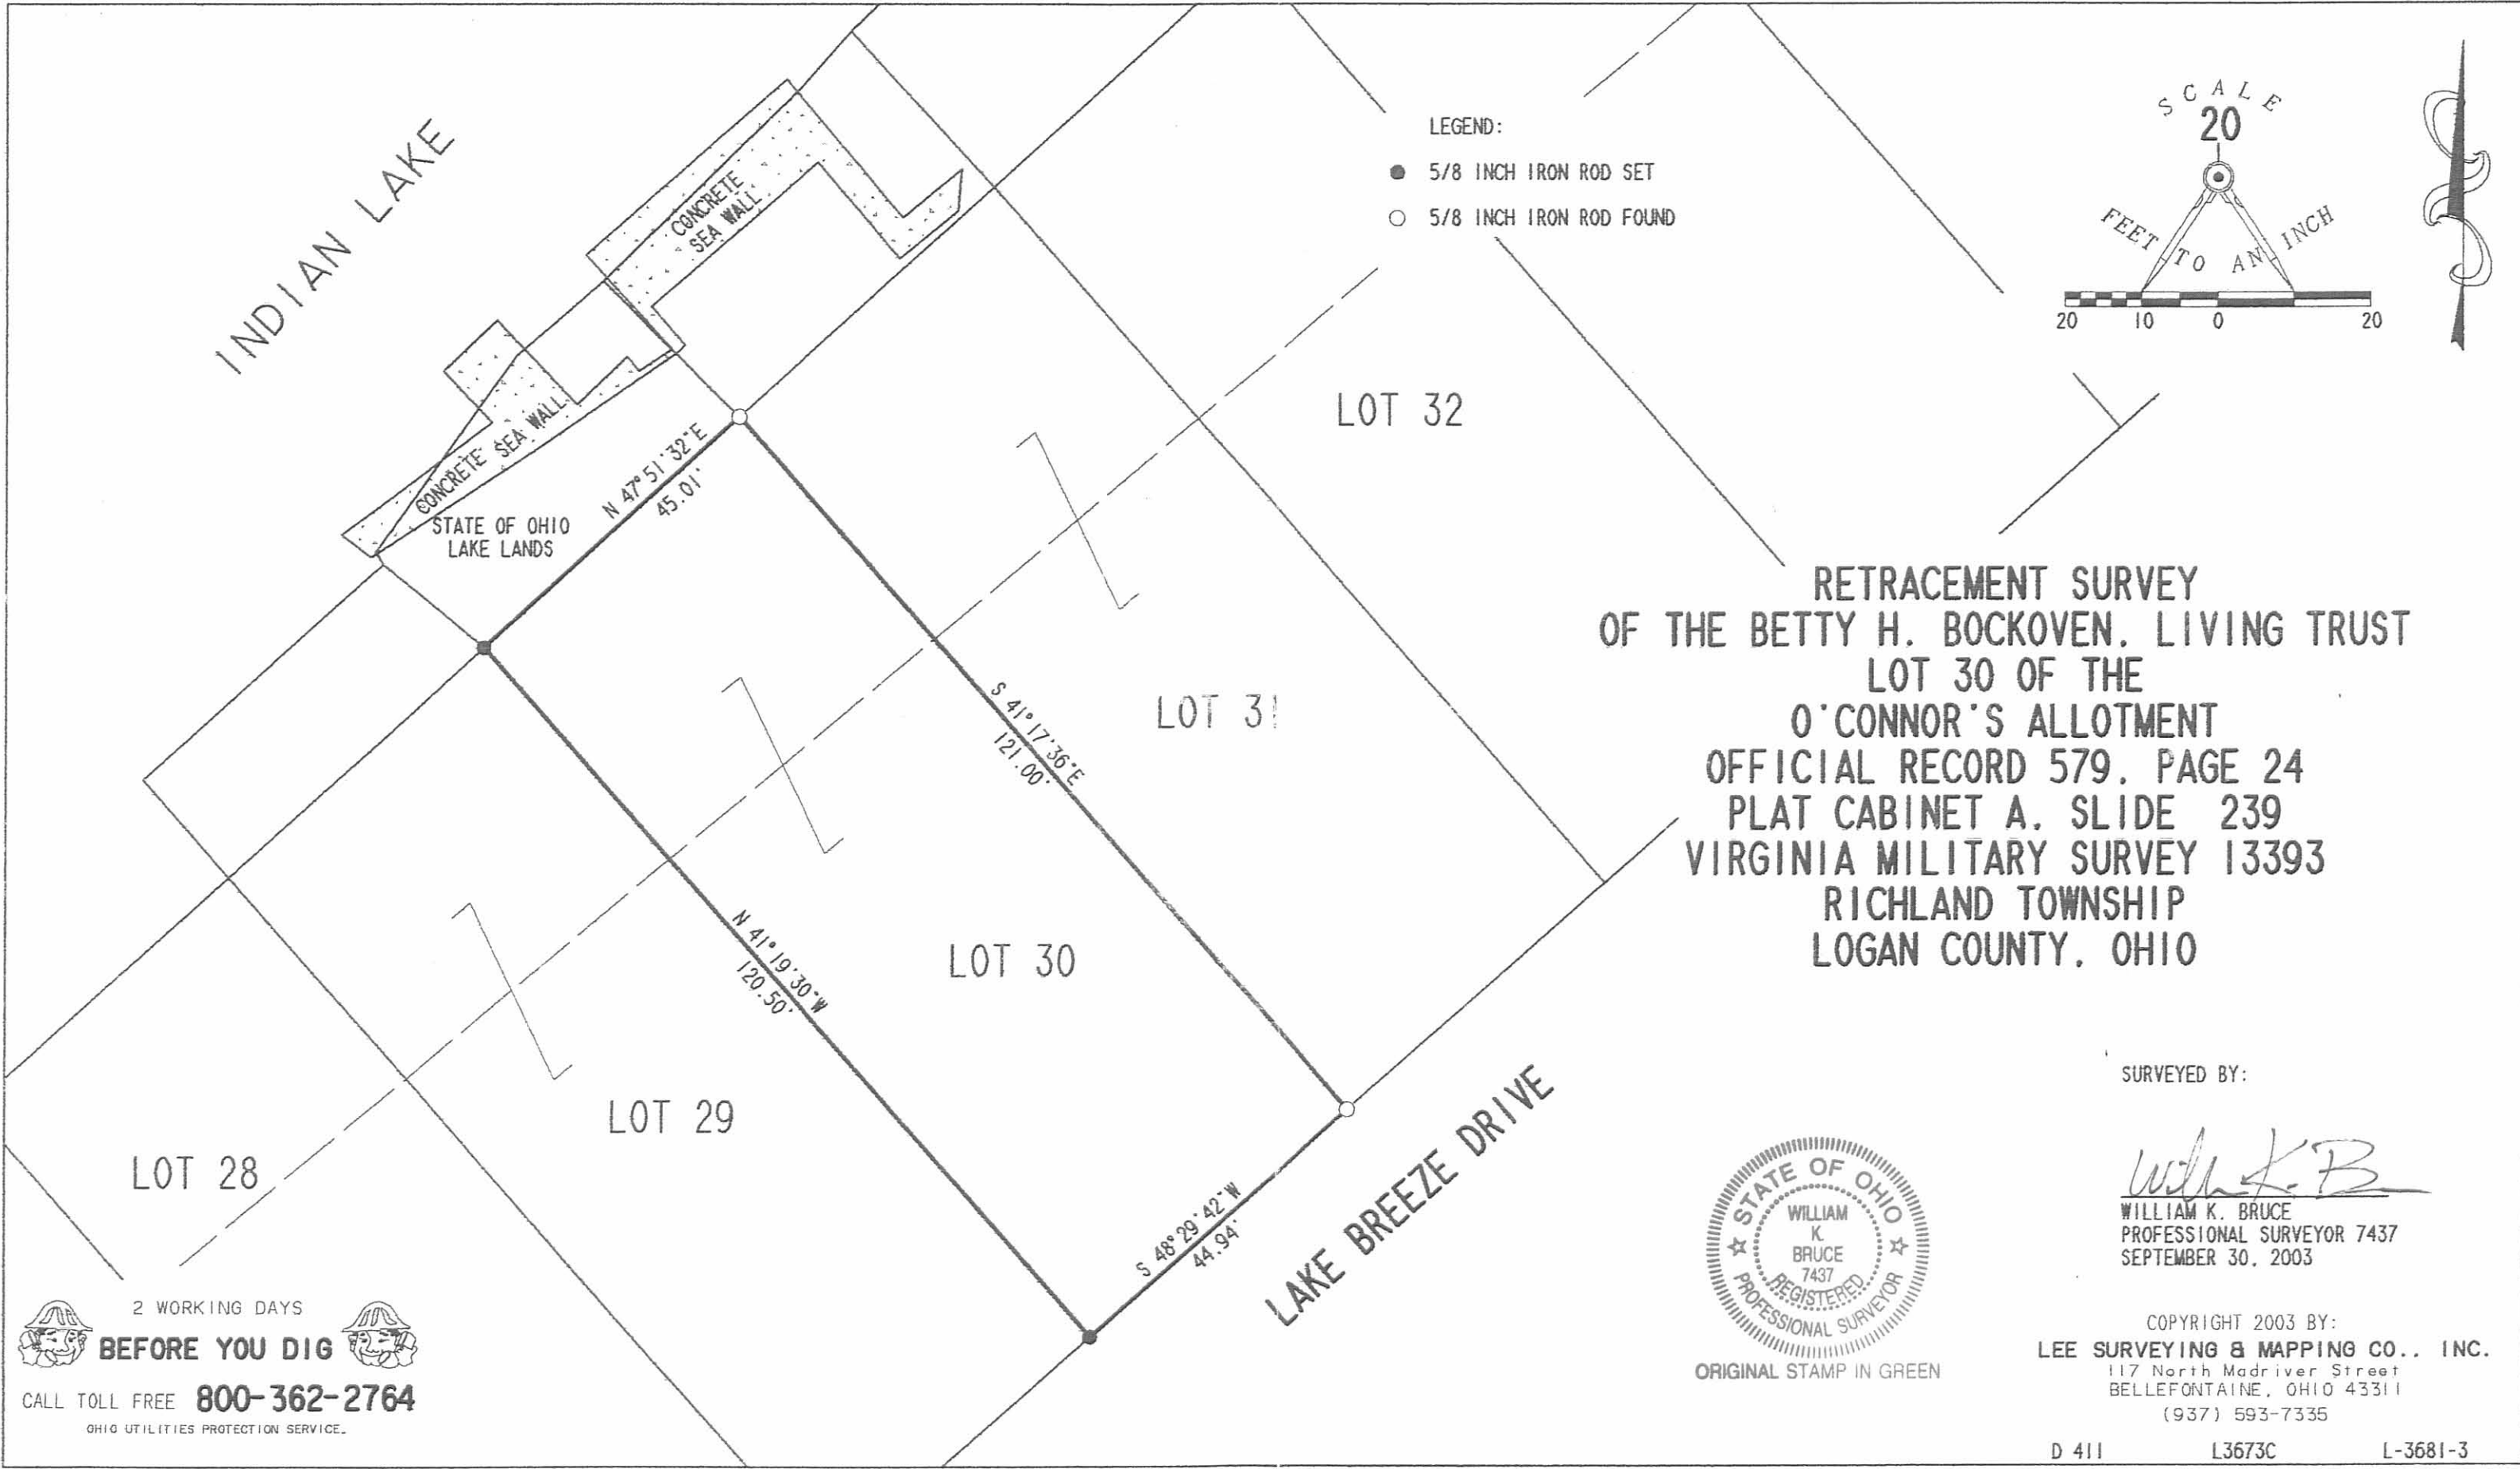 INDIAN LAKE
CONCRETE
SEA WALL
CONCRETE SEA WALL
STATE OF OHIO
LAKE LANDS
N 47°51'32"E
45.01'
S 41°17'36"E
121.00'
N 41°19'30"W
120.50'
S 48°29'42"W
44.94'
LOT 32
LOT 31
LOT 30
LOT 29
LOT 28
LAKE BREEZE DRIVE
LEGEND:
5/8 INCH IRON ROD SET
5/8 INCH IRON ROD FOUND
SCALE
20
FEET TO AN INCH
20 10 0 20
RETRACEMENT SURVEY
OF THE BETTY H. BOCKOVEN. LIVING TRUST
LOT 30 OF THE
O'CONNOR'S ALLOTMENT
OFFICIAL RECORD 579. PAGE 24
PLAT CABINET A. SLIDE 239
VIRGINIA MILITARY SURVEY 13393
RICHLAND TOWNSHIP
LOGAN COUNTY. OHIO
SURVEYED BY:
Will K. B
WILLIAM K. BRUCE
PROFESSIONAL SURVEYOR 7437
SEPTEMBER 30. 2003
STATE OF OHIO
WILLIAM
K.
BRUCE
7437
REGISTERED
PROFESSIONAL SURVEYOR
ORIGINAL STAMP IN GREEN
COPYRIGHT 2003 BY:
LEE SURVEYING & MAPPING CO.. INC.
117 North Madriver Street
BELLEFONTAINE, OHIO 43311
(937) 593-7335
D 411 L3673C L-3681-3
2 WORKING DAYS
BEFORE YOU DIG
CALL TOLL FREE 800-362-2764
OHIO UTILITIES PROTECTION SERVICE.